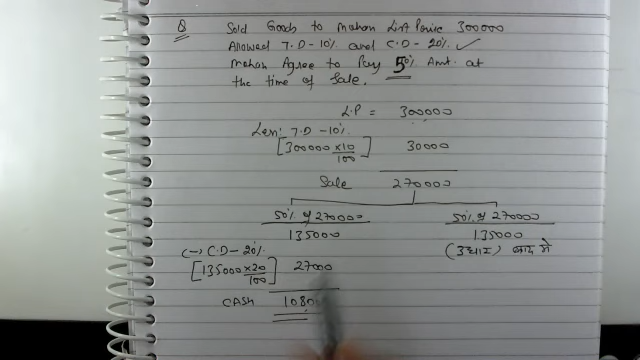 Q Sold Goods to mohan List Price 300000
Allowed T.D-10% and C.D-20% ✓
mohan Agree to Pay 50% Amt. at
the time of Sale.
L.P = 300000
Less: T.D-10%
[300000×10/100] 30000
Sale 270000
50% of 270000 50% of 270000
135000 135000
(-) C.D-20% (उधार) बाद में
[135000×20/100] 27000
CASH 1080